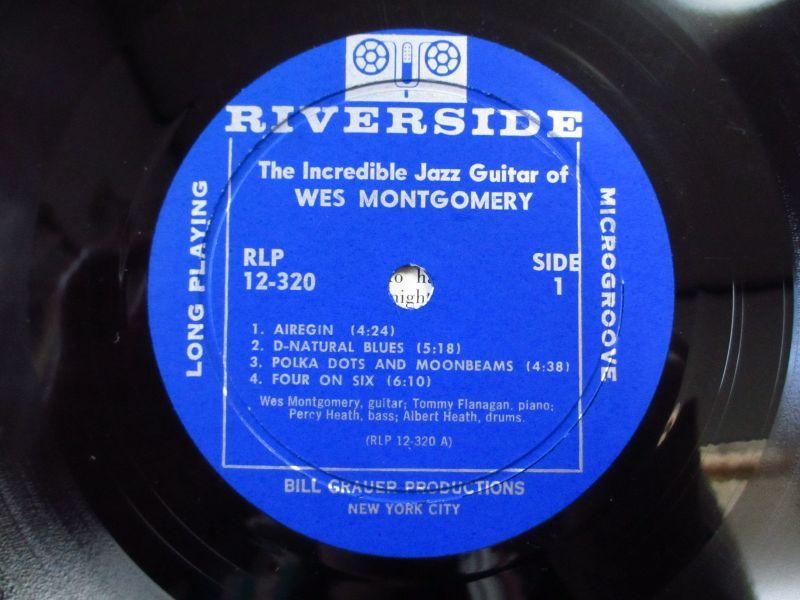 RIVERSIDE
The Incredible Jazz Guitar of
WES MONTGOMERY
LONG PLAYING
MICROGROOVE
RLP
12-320
SIDE
1
1. AIREGIN (4:24)
2. D-NATURAL BLUES (5:18)
3. POLKA DOTS AND MOONBEAMS (4:38)
4. FOUR ON SIX (6:10)
Wes Montgomery, guitar; Tommy Flanagan, piano;
Percy Heath, bass; Albert Heath, drums.
(RLP 12-320 A)
BILL GRAUER PRODUCTIONS
NEW YORK CITY